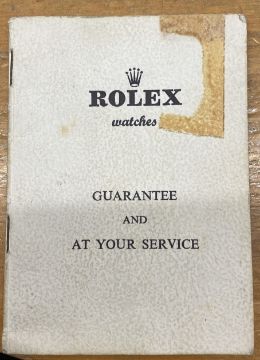 ROLEX
watches
GUARANTEE
AND
AT YOUR SERVICE